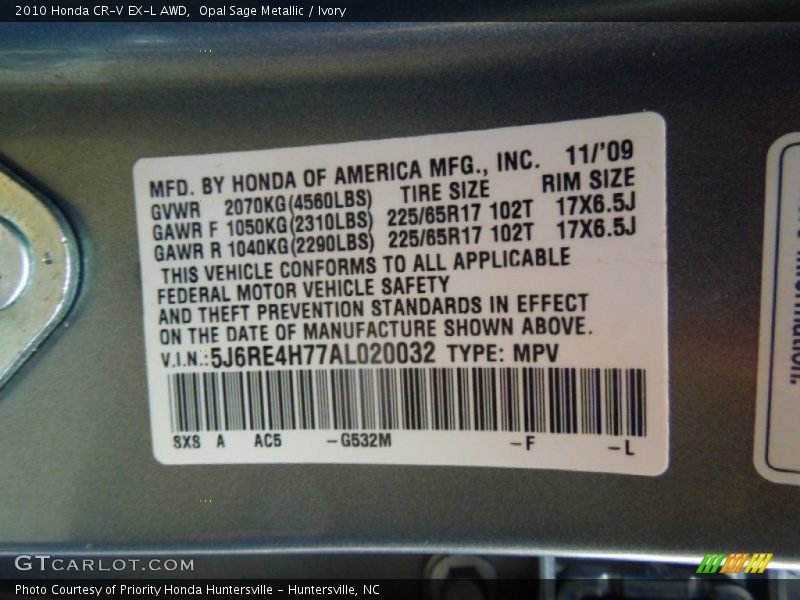 2010 Honda CR-V EX-L AWD, Opal Sage Metallic / Ivory
MFD. BY HONDA OF AMERICA MFG., INC. 11/'09
GVWR 2070KG(4560LBS) TIRE SIZE RIM SIZE
GAWR F 1050KG(2310LBS) 225/65R17 102T 17X6.5J
GAWR R 1040KG(2290LBS) 225/65R17 102T 17X6.5J
THIS VEHICLE CONFORMS TO ALL APPLICABLE
FEDERAL MOTOR VEHICLE SAFETY
AND THEFT PREVENTION STANDARDS IN EFFECT
ON THE DATE OF MANUFACTURE SHOWN ABOVE.
V.I.N.:5J6RE4H77AL020032 TYPE: MPV
SXS A AC5 -G532M -F -L
information.
GTCARLOT.COM
Photo Courtesy of Priority Honda Huntersville - Huntersville, NC